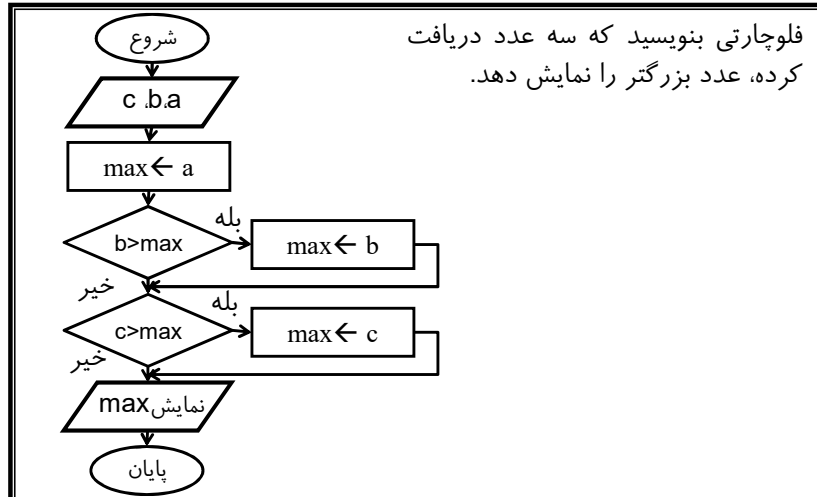 فلوچارتی بنویسید که سه عدد دریافت
کرده، عدد بزرگتر را نمایش دهد.
شروع
a،b،c
max← a
b>max
بله
max← b
خیر
c>max
بله
max← c
خیر
نمایش max
پایان